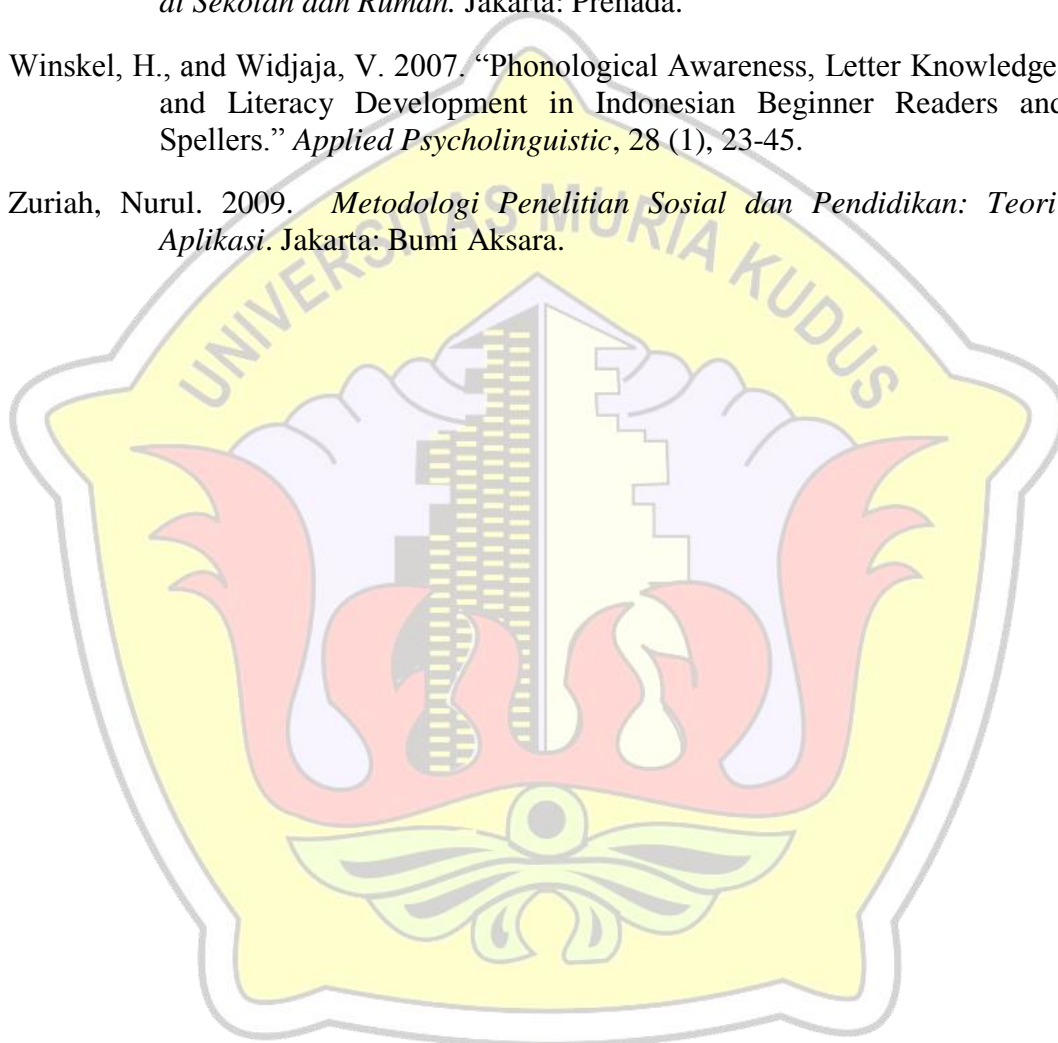 di Sekolah dan Rumah. Jakarta: Prenada.
Winskel, H., and Widjaja, V. 2007. “Phonological Awareness, Letter Knowledge
and Literacy Development in Indonesian Beginner Readers and
Spellers.” Applied Psycholinguistic, 28 (1), 23-45.
Zuriah, Nurul. 2009. Metodologi Penelitian Sosial dan Pendidikan: Teori
Aplikasi. Jakarta: Bumi Aksara.
UNIVERSITAS MURIA KUDUS